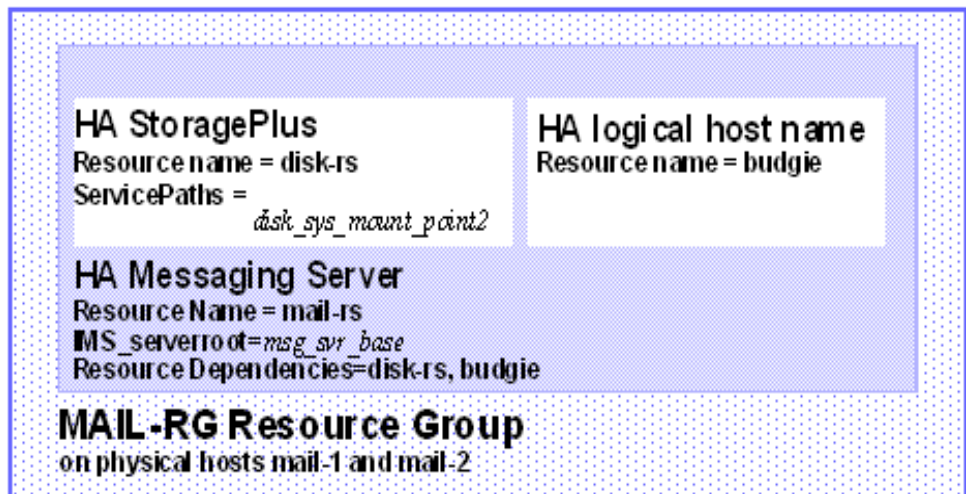 HA StoragePlus
Resource name = disk-rs
ServicePaths =
disk_sys_mount_point2
HA logical host name
Resource name = budgie
HA Messaging Server
Resource Name = mail-rs
IMS_serverroot=msg_svr_base
Resource Dependencies=disk-rs, budgie
MAIL-RG Resource Group
on physical hosts mail-1 and mail-2